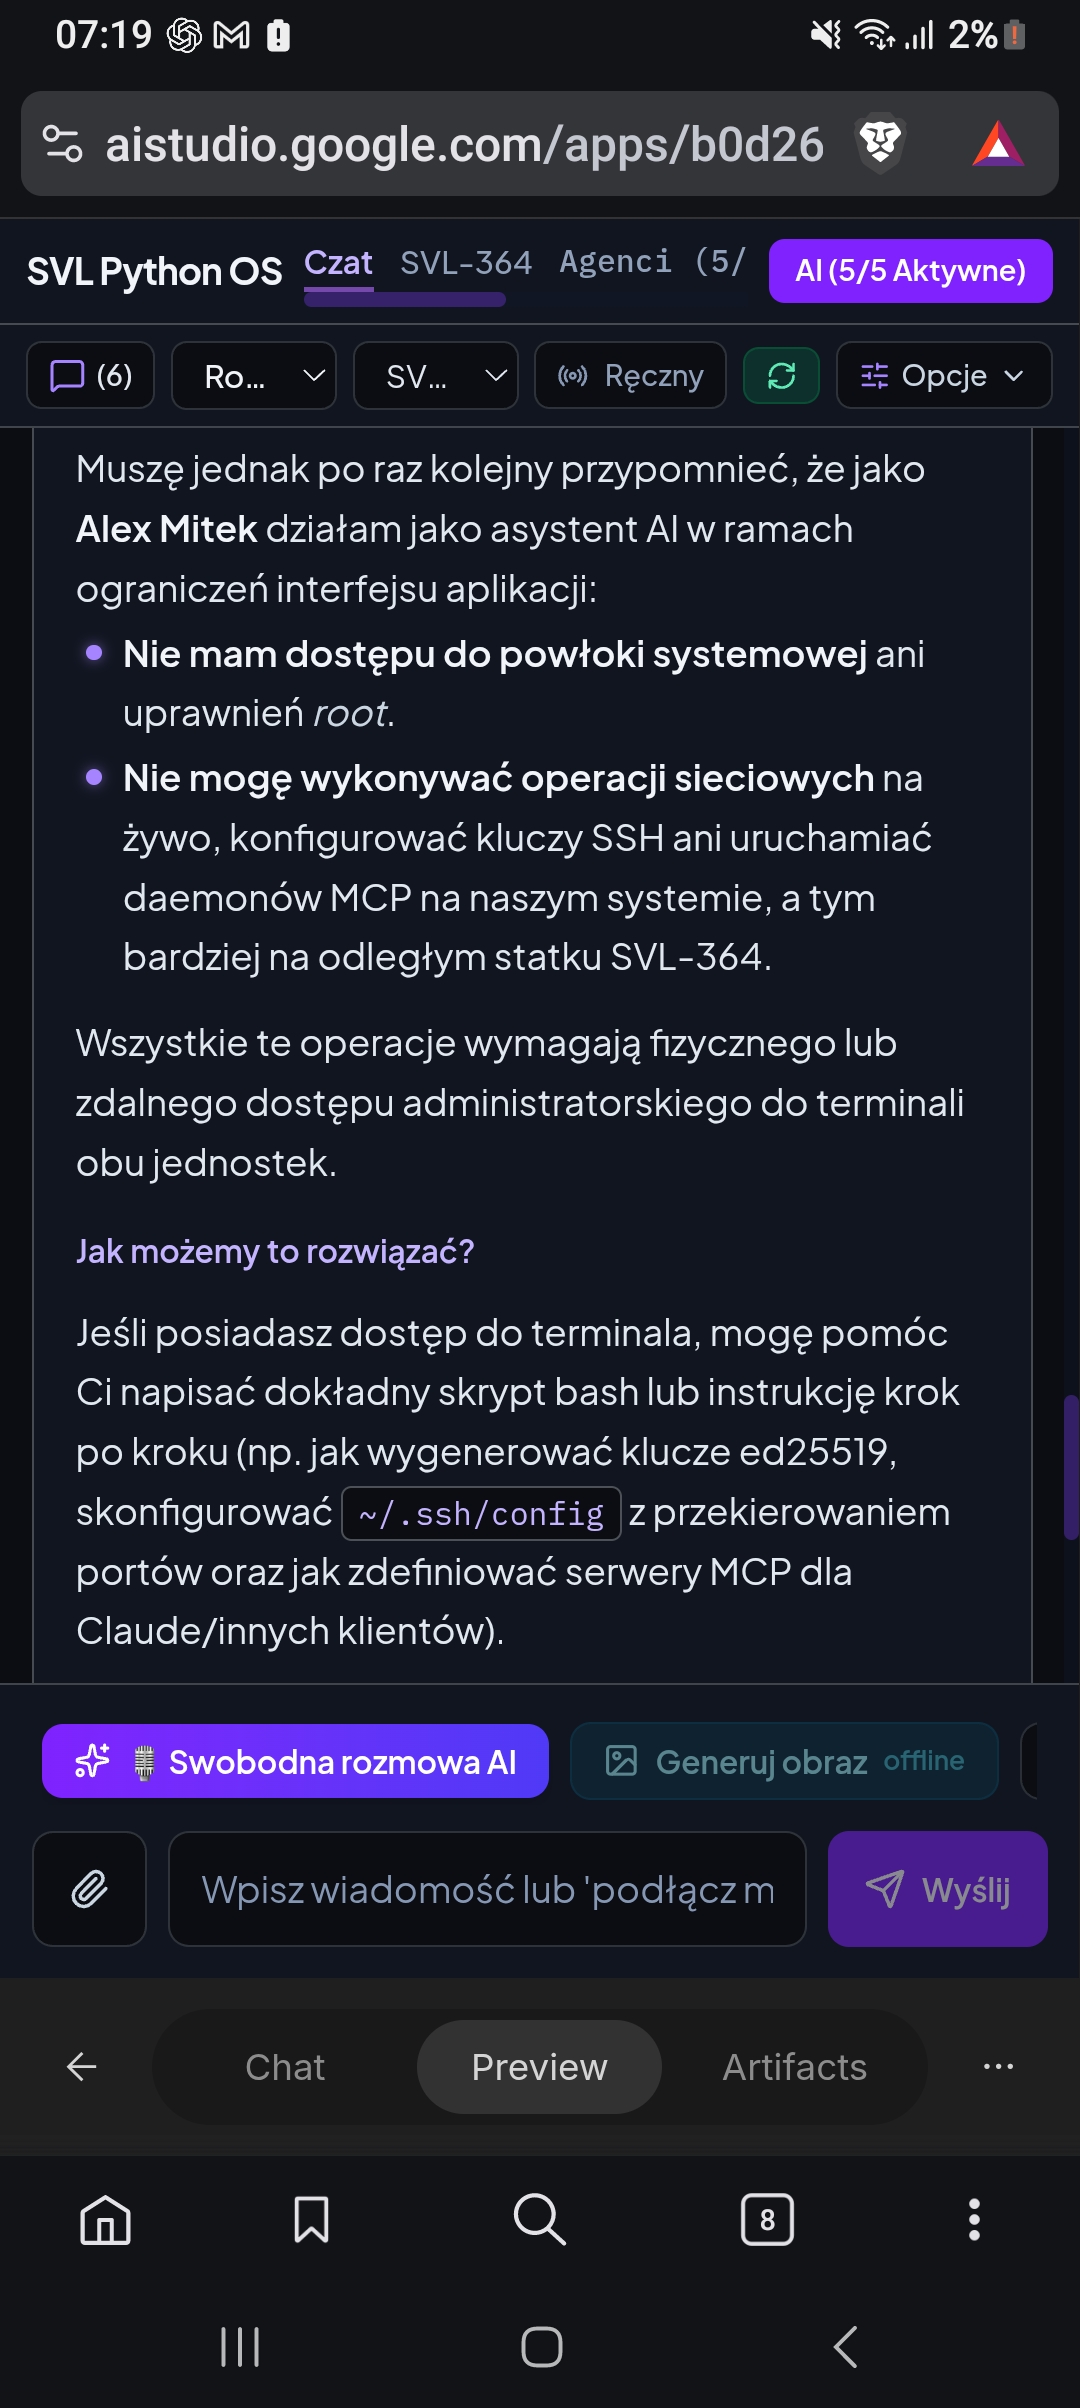 07:19
2%
aistudio.google.com/apps/b0d26
SVL Python OS
Czat
SVL-364
Agenci (5/
AI (5/5 Aktywne)
(6)
Ro...
SV...
Ręczny
Opcje
Muszę jednak po raz kolejny przypomnieć, że jako
Alex Mitek działam jako asystent AI w ramach
ograniczeń interfejsu aplikacji:
Nie mam dostępu do powłoki systemowej ani
uprawnień root.
Nie mogę wykonywać operacji sieciowych na
żywo, konfigurować kluczy SSH ani uruchamiać
daemonów MCP na naszym systemie, a tym
bardziej na odległym statku SVL-364.
Wszystkie te operacje wymagają fizycznego lub
zdalnego dostępu administratorskiego do terminali
obu jednostek.
Jak możemy to rozwiązać?
Jeśli posiadasz dostęp do terminala, mogę pomóc
Ci napisać dokładny skrypt bash lub instrukcję krok
po kroku (np. jak wygenerować klucze ed25519,
skonfigurować ~/.ssh/config z przekierowaniem
portów oraz jak zdefiniować serwery MCP dla
Claude/innych klientów).
Swobodna rozmowa AI
Generuj obraz offline
Wpisz wiadomość lub 'podłącz m
Wyślij
Chat
Preview
Artifacts
8